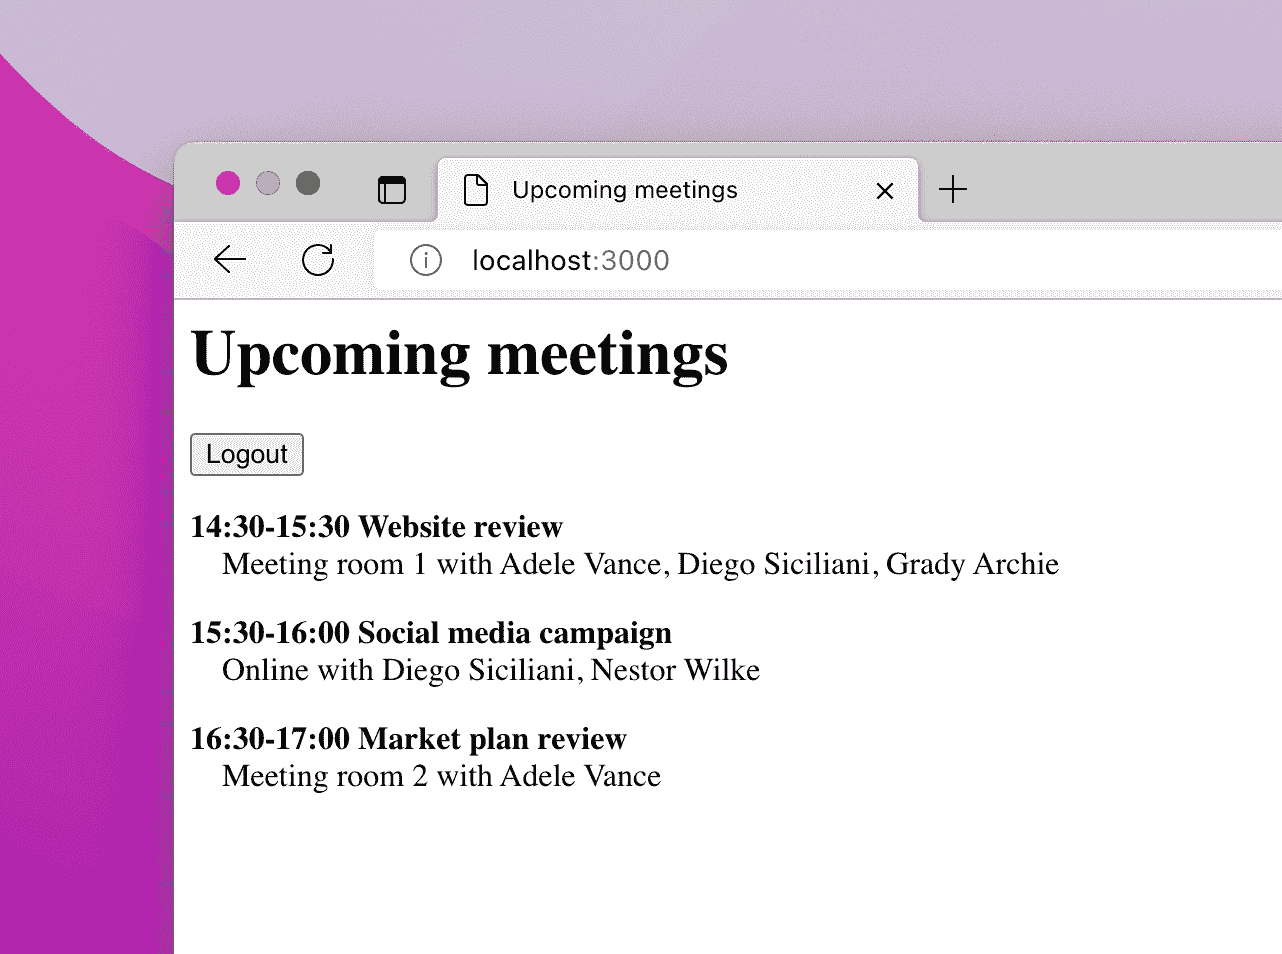 Upcoming meetings
localhost:3000
Upcoming meetings
Logout
14:30-15:30 Website review
Meeting room 1 with Adele Vance, Diego Siciliani, Grady Archie
15:30-16:00 Social media campaign
Online with Diego Siciliani, Nestor Wilke
16:30-17:00 Market plan review
Meeting room 2 with Adele Vance